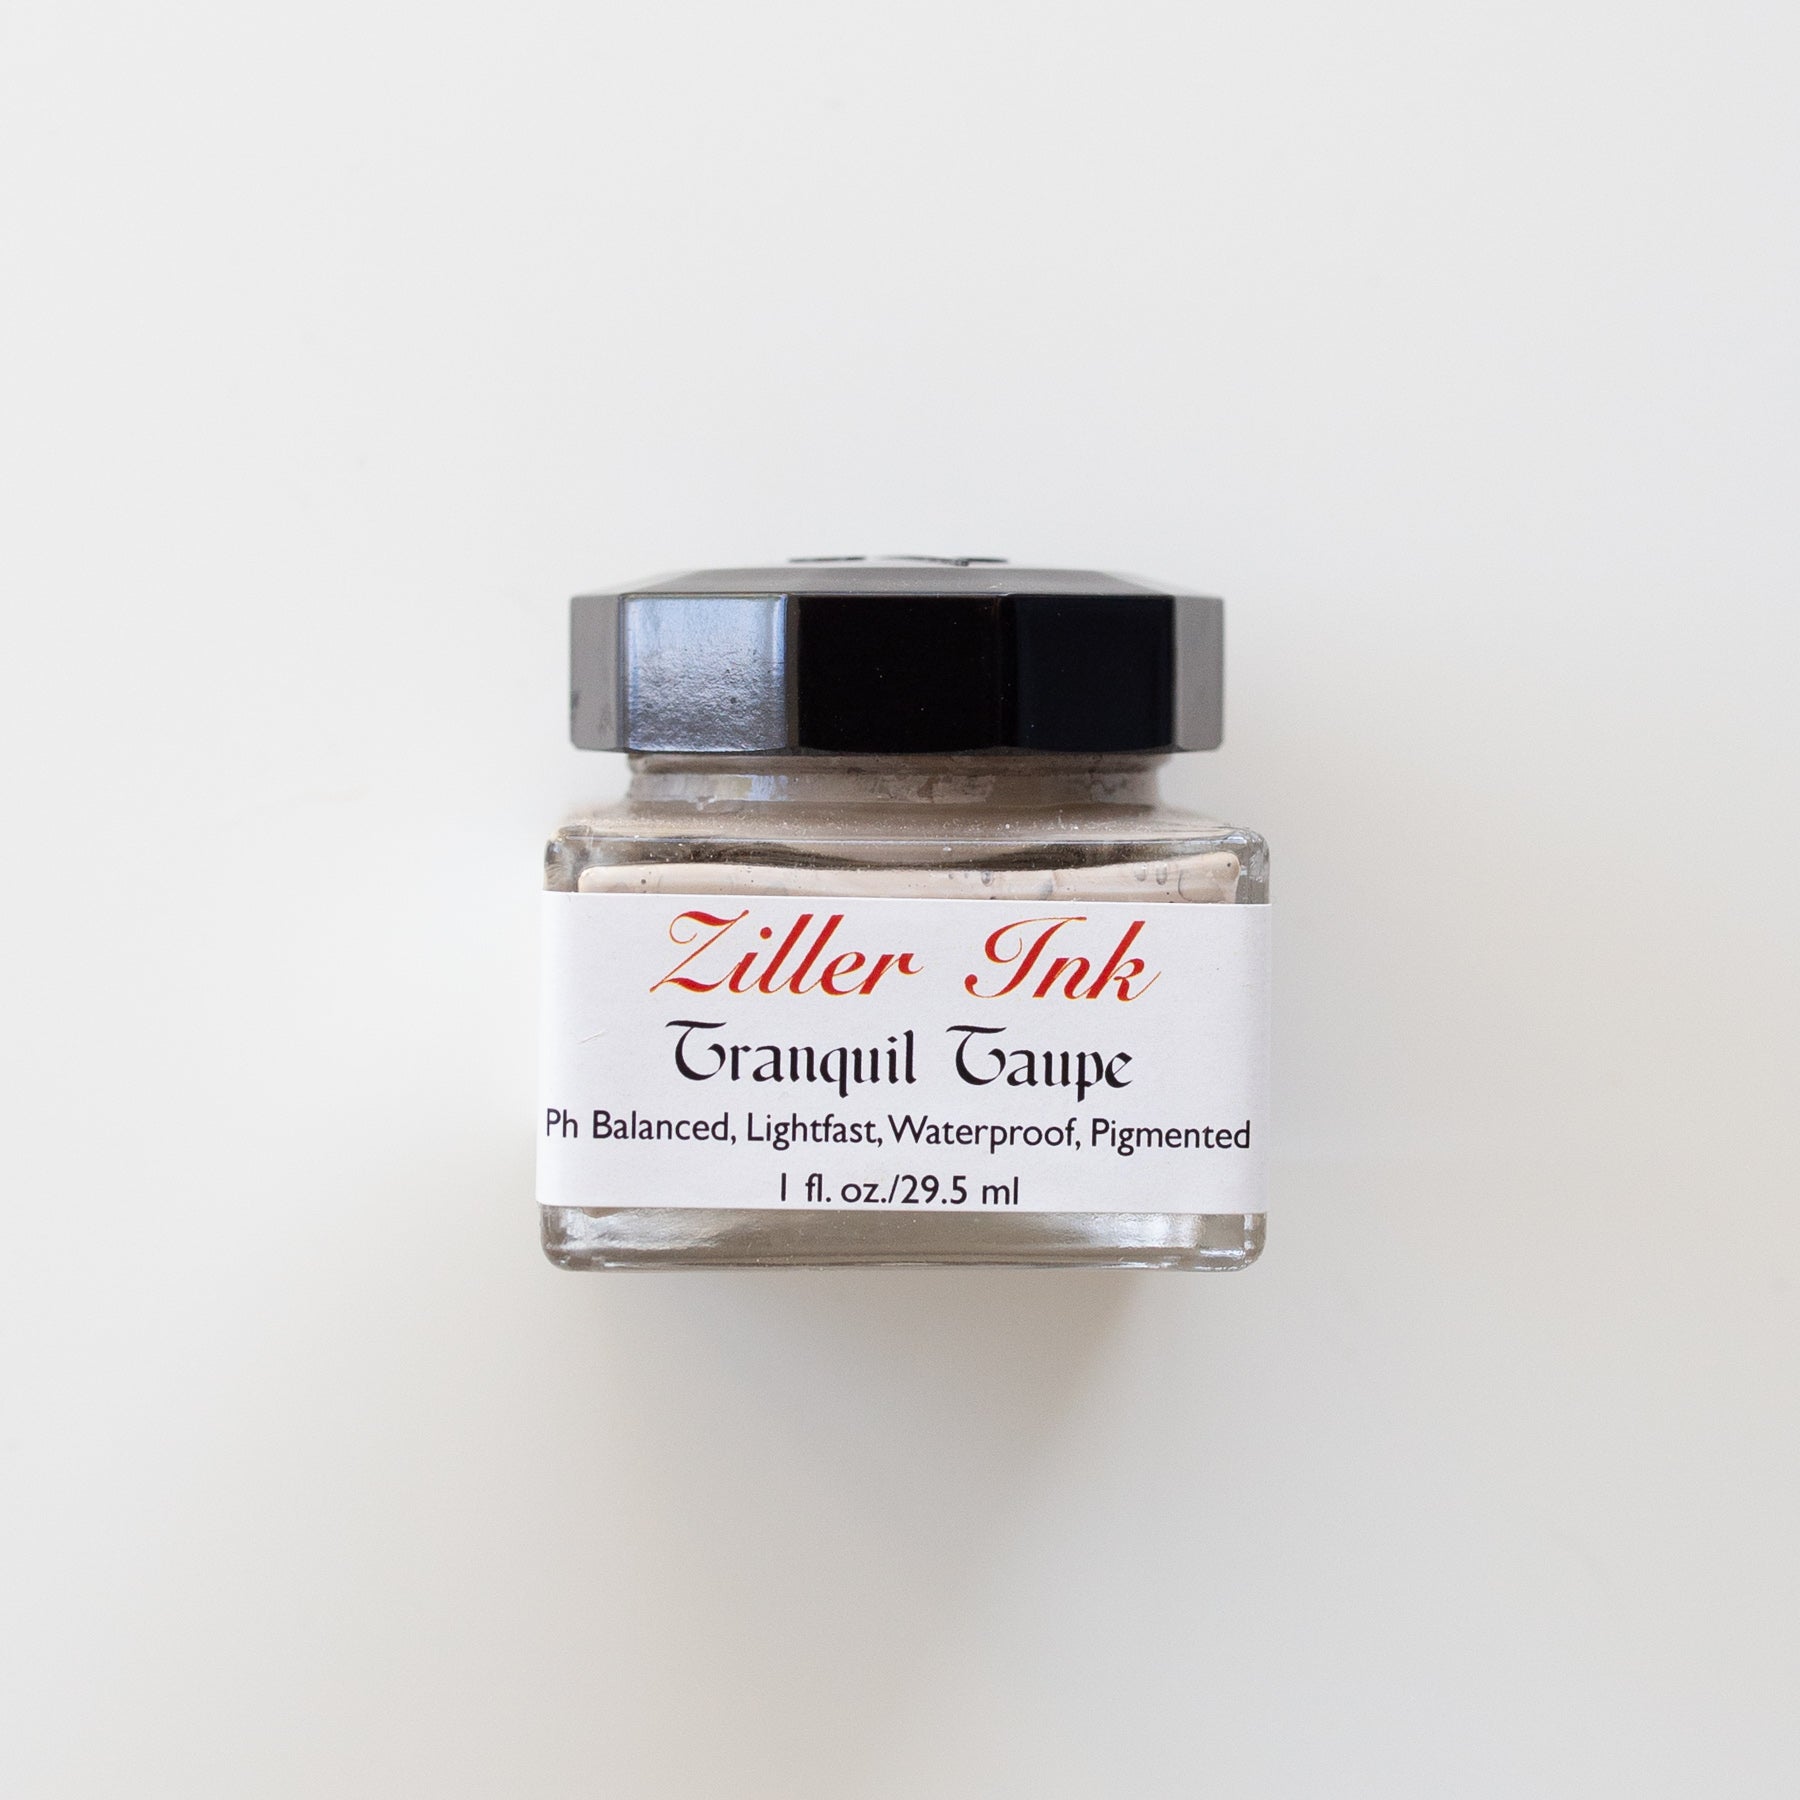 Ziller Ink
Tranquil Taupe
Ph Balanced, Lightfast, Waterproof, Pigmented
1 fl. oz./29.5 ml